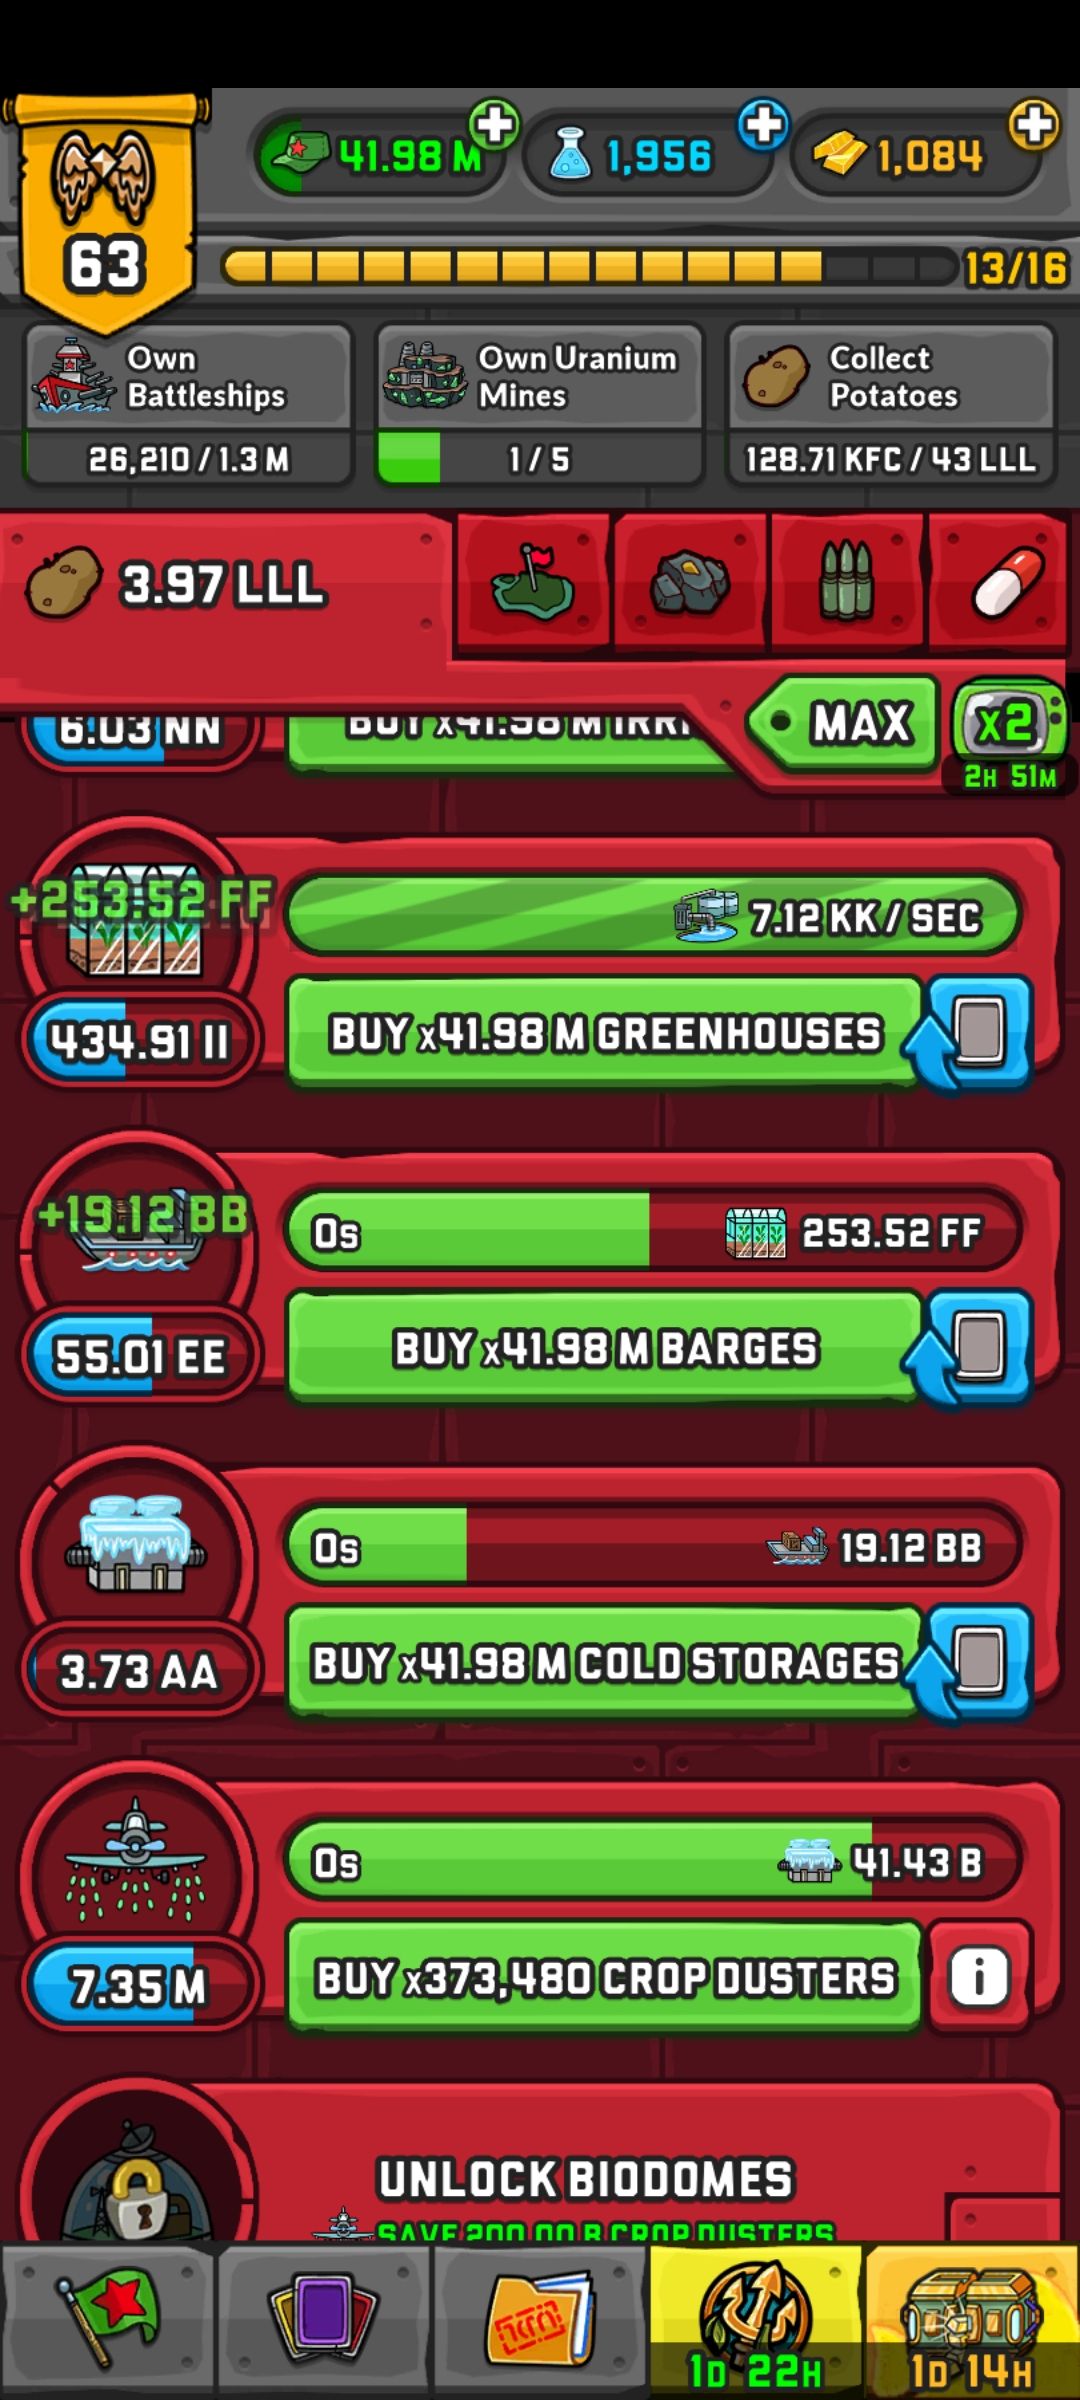 63
41.98 M
1,956
1,084
13/16
Own Battleships
26,210 / 1.3 M
Own Uranium Mines
1 / 5
Collect Potatoes
128.71 KFC / 43 LLL
3.97 LLL
MAX
x2
2H 51M
6.03 NN
BUY x41.98 M
+253.52 FF
7.12 KK / SEC
434.91 II
BUY x41.98 M GREENHOUSES
+19.12 BB
0s
253.52 FF
55.01 EE
BUY x41.98 M BARGES
0s
19.12 BB
3.73 AA
BUY x41.98 M COLD STORAGES
0s
41.43 B
7.35 M
BUY x373,480 CROP DUSTERS
i
UNLOCK BIODOMES
SAVE 200.00 B CROP DUSTERS
1D 22H
1D 14H